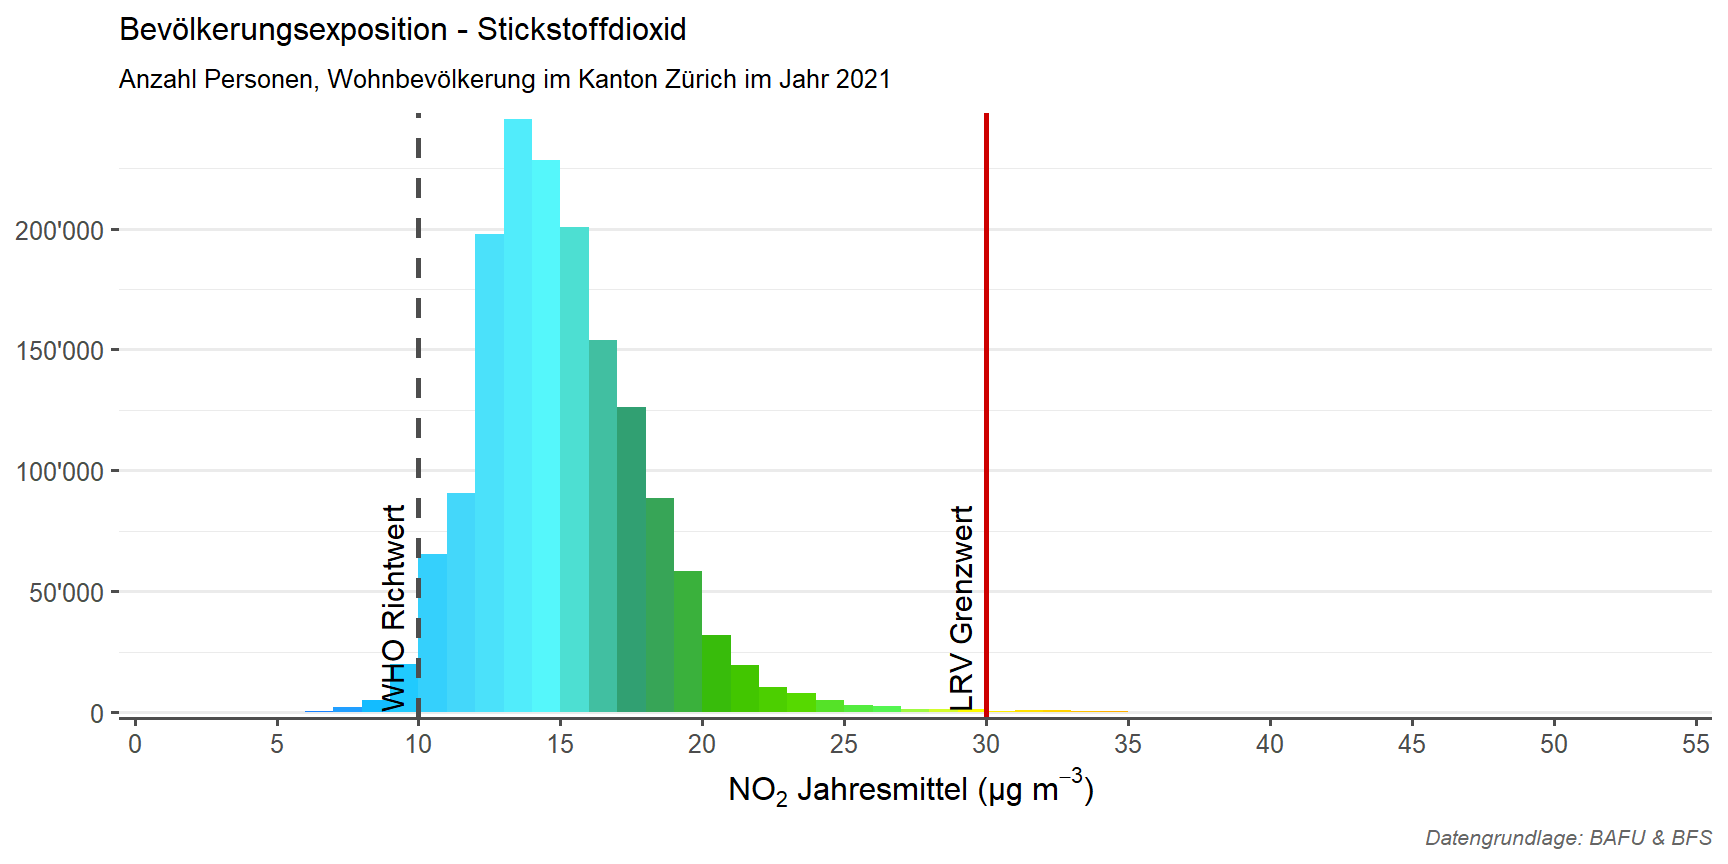 Bevölkerungsexposition - Stickstoffdioxid
Anzahl Personen, Wohnbevölkerung im Kanton Zürich im Jahr 2021
200'000
150'000
100'000
50'000
0
WHO Richtwert
LRV Grenzwert
0 5 10 15 20 25 30 35 40 45 50 55
NO₂ Jahresmittel (µg m⁻³)
Datengrundlage: BAFU & BFS